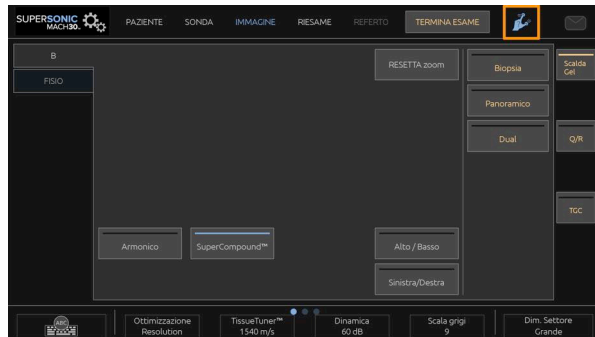 SUPERSONIC
MACH30.
PAZIENTE
SONDA
IMMAGINE
RIESAME
REFERTO
TERMINA ESAME
B
FISIO
RESETTA zoom
Biopsia
Scalda
Gel
Panoramico
Dual
Q/R
TGC
Armonico
SuperCompound™
Alto / Basso
Sinistra/Destra
ABC
Ottimizzazione
Resolution
TissueTuner™
1540 m/s
Dinamica
60 dB
Scala grigi
9
Dim. Settore
Grande